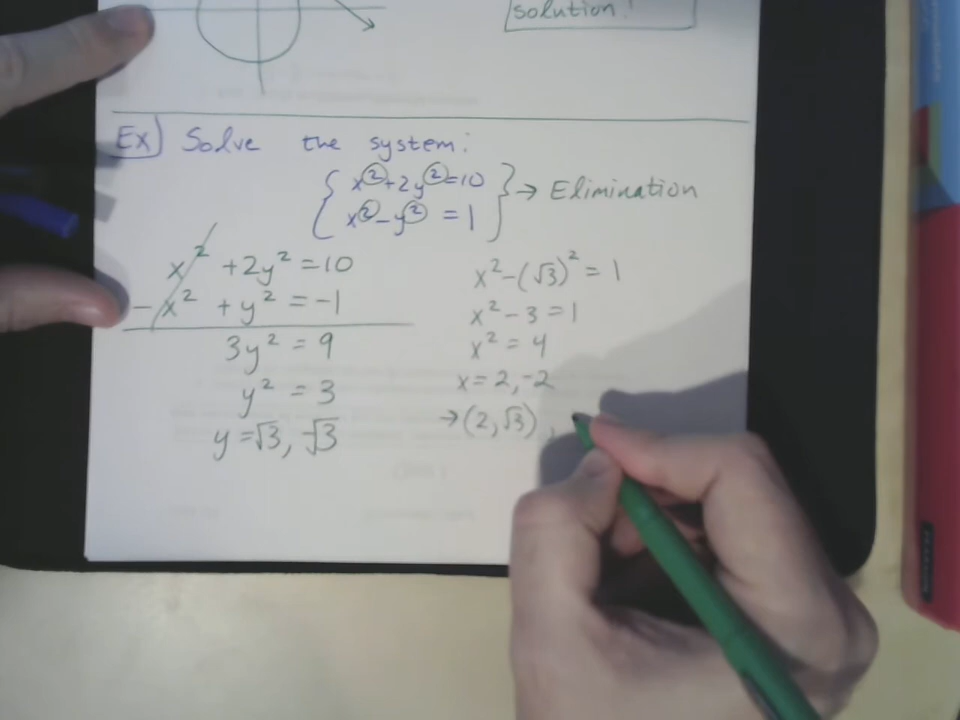 solution!
Ex) Solve the system:
x²+2y²=10
x²-y² = 1
→ Elimination
x² +2y² = 10
-x² + y² = -1
3y² = 9
y² = 3
y = √3, -√3
x² - (√3)² = 1
x² - 3 = 1
x² = 4
x = 2, -2
→ (2, √3) ,